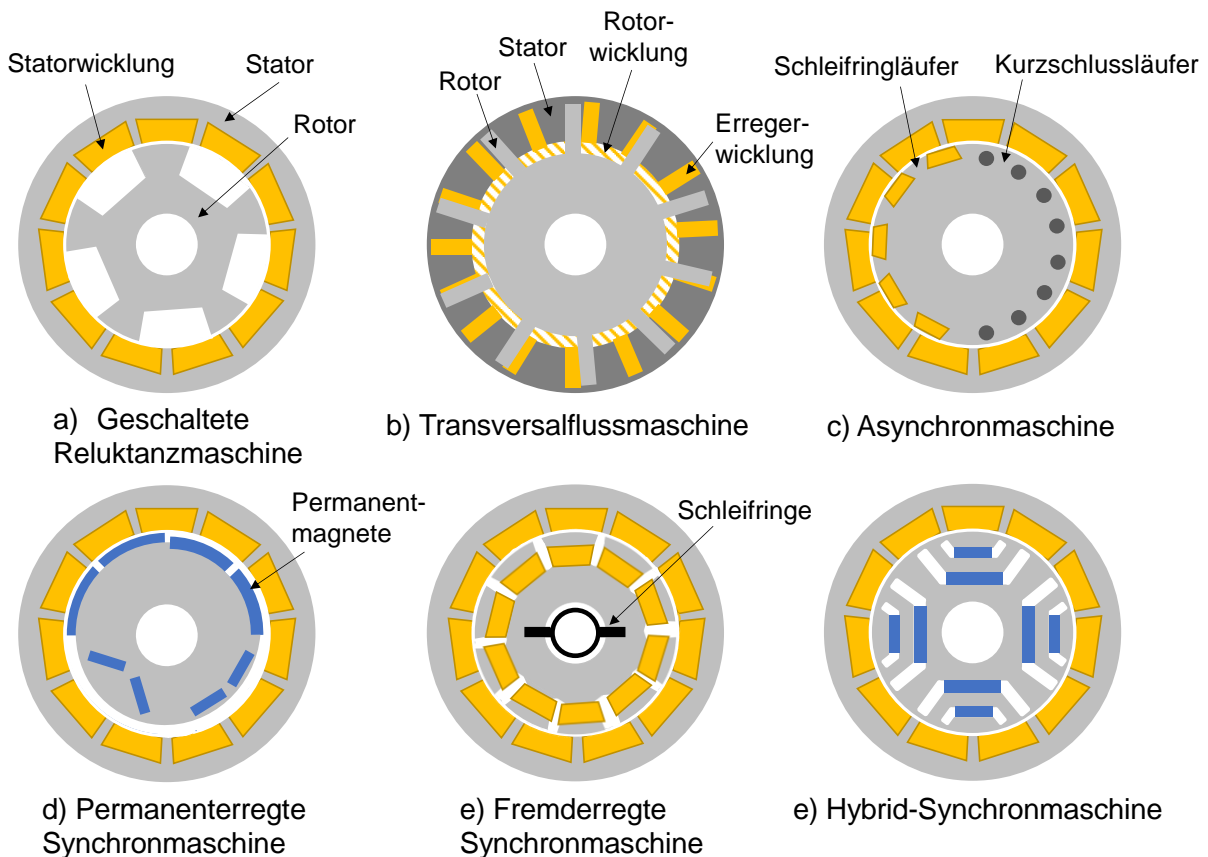 Statorwicklung
Stator
Rotor
a) Geschaltete
Reluktanzmaschine
Stator
Rotor-
wicklung
Rotor
Erreger-
wicklung
b) Transversalflussmaschine
Schleifringläufer
Kurzschlussläufer
c) Asynchronmaschine
Permanent-
magnete
d) Permanenterregte
Synchronmaschine
Schleifringe
e) Fremderregte
Synchronmaschine
e) Hybrid-Synchronmaschine